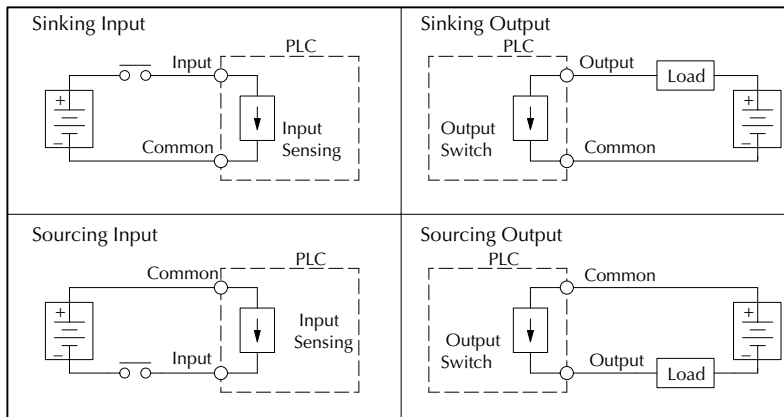 Sinking Input
PLC
Input
+
−
Input
Sensing
Common
Sinking Output
PLC
Output
Load
+
−
Output
Switch
Common
Sourcing Input
PLC
Common
+
−
Input
Sensing
Input
Sourcing Output
PLC
Common
+
−
Output
Switch
Output
Load